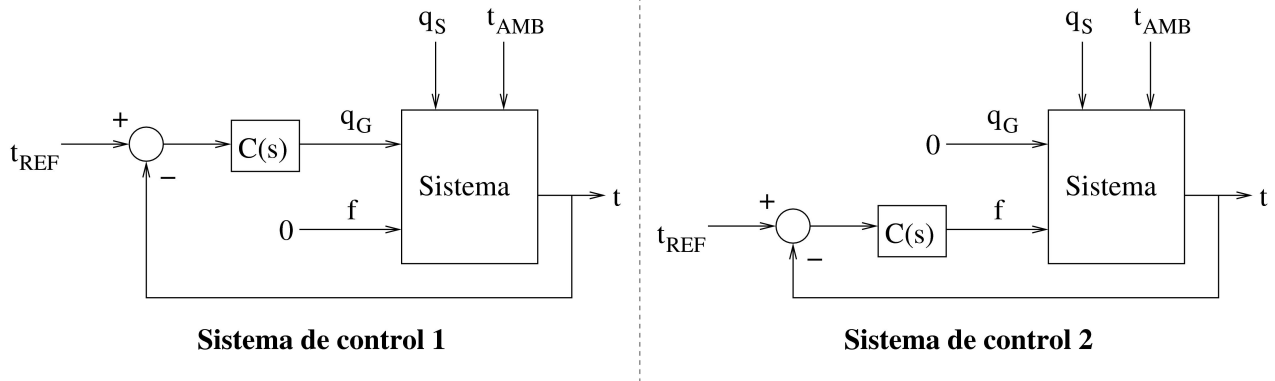 q_S t_AMB
+ q_G
t_REF C(s)
− Sistema
f t
0
Sistema de control 1
q_S t_AMB
q_G
0
Sistema
+ f t
t_REF C(s)
−
Sistema de control 2